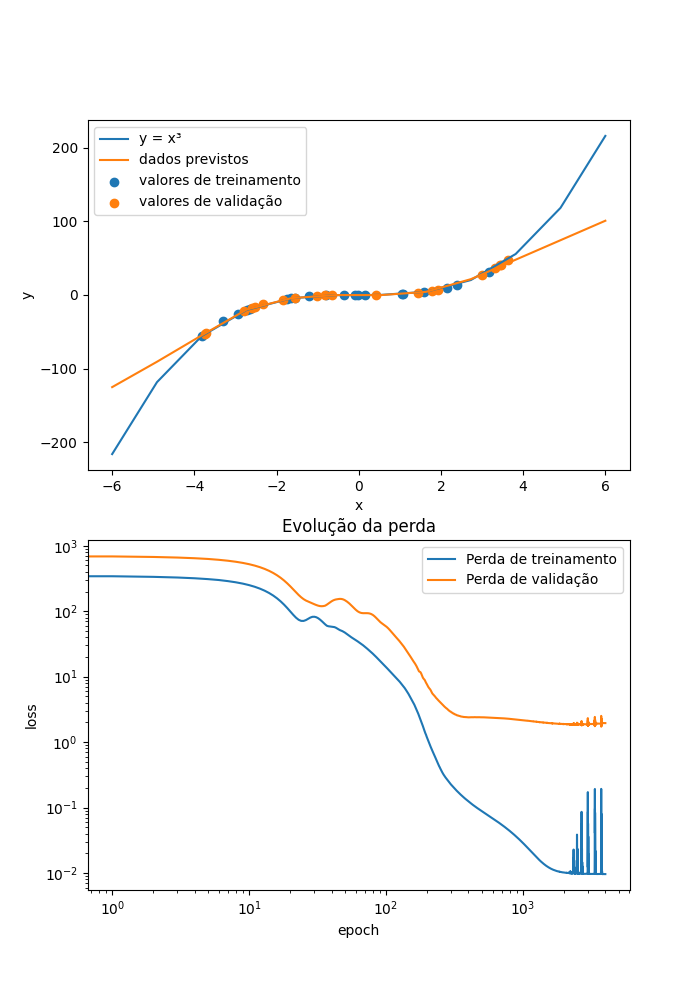 y = x³
dados previstos
valores de treinamento
valores de validação
200
100
0
−100
−200
y
−6 −4 −2 0 2 4 6
x
Evolução da perda
Perda de treinamento
Perda de validação
10³
10²
10¹
10⁰
10⁻¹
10⁻²
loss
10⁰ 10¹ 10² 10³
epoch